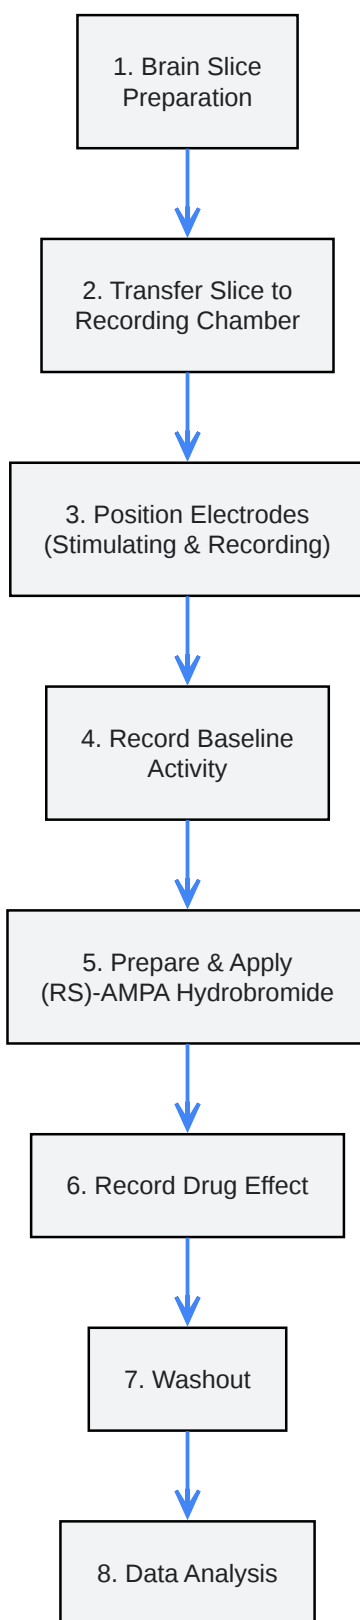 1. Brain Slice
Preparation
2. Transfer Slice to
Recording Chamber
3. Position Electrodes
(Stimulating & Recording)
4. Record Baseline
Activity
5. Prepare & Apply
(RS)-AMPA Hydrobromide
6. Record Drug Effect
7. Washout
8. Data Analysis